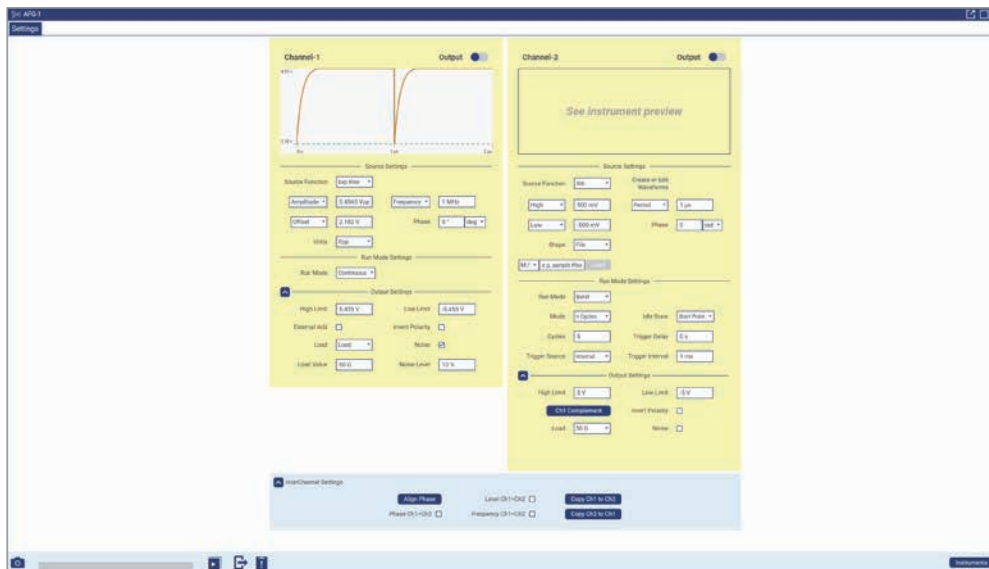 AFG-1
Settings
Channel-1 Output
Source Settings
Source Function
Amplitude Frequency 1 MHz
Offset Phase 0 ° deg
Units Vpp
Run Mode Settings
Run Mode Continuous
Output Settings
High Limit Low Limit
External Add Invert Polarity
Load Load Noise
Load Value 50 Ω Noise Level 10 %
Channel-2 Output
See instrument preview
Source Settings
Source Function Create or Edit
Waveforms
High 500 mV Period 1 µs
Low -500 mV Phase 0
Shape File
Run Mode Settings
Run Mode Burst
Mode Idle State
Cycles 5 Trigger Delay 0 s
Trigger Source Internal Trigger Interval 1 ms
Output Settings
High Limit Low Limit
Ch1 Complement Invert Polarity
Load 50 Ω Noise
InterChannel Settings
Align Phase Level Ch1=Ch2 Copy Ch1 to Ch2
Phase Ch1=Ch2 Frequency Ch1=Ch2 Copy Ch2 to Ch1
Instruments